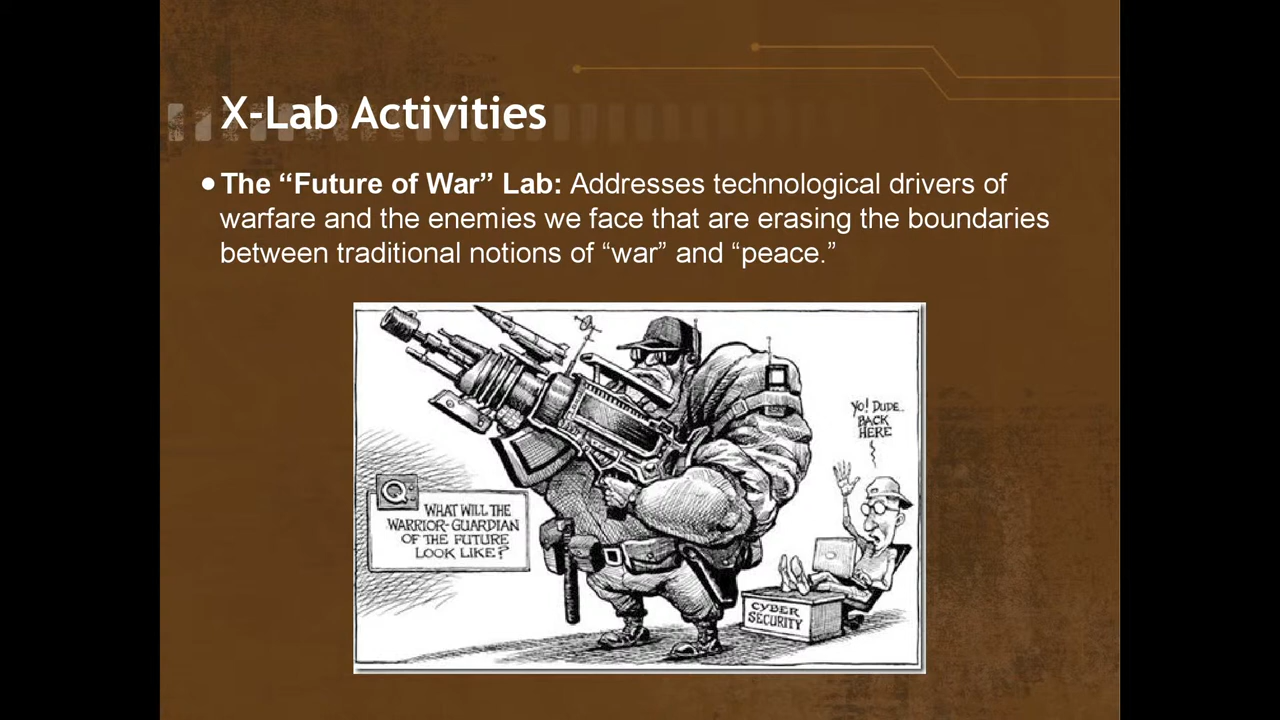 X-Lab Activities
● The “Future of War” Lab: Addresses technological drivers of
warfare and the enemies we face that are erasing the boundaries
between traditional notions of “war” and “peace.”
YO! DUDE..
BACK
HERE
Q
WHAT WILL THE
WARRIOR-GUARDIAN
OF THE FUTURE
LOOK LIKE?
CYBER
SECURITY